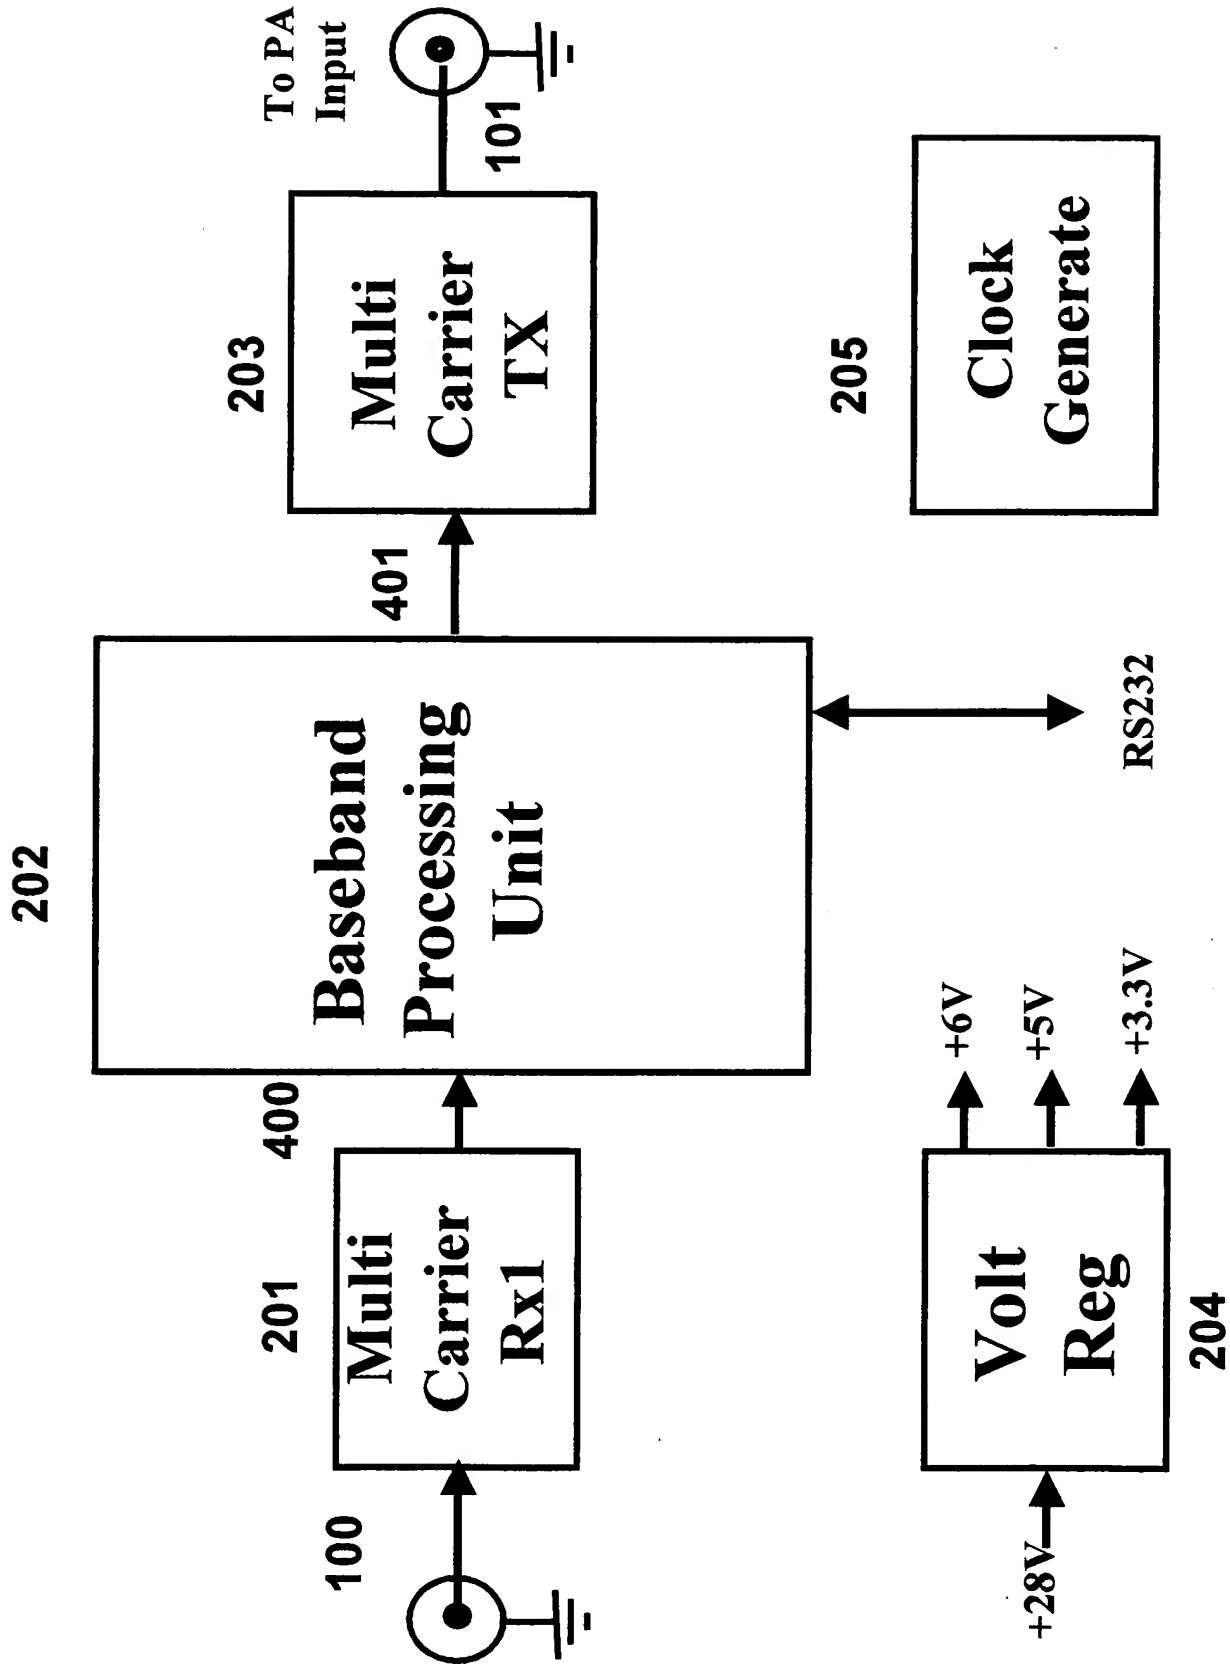 202
201
Multi
Carrier
Rx1
100
400
Baseband
Processing
Unit
401
203
Multi
Carrier
TX
101
To PA
Input
+28V
Volt
Reg
204
+6V
+5V
+3.3V
RS232
205
Clock
Generate